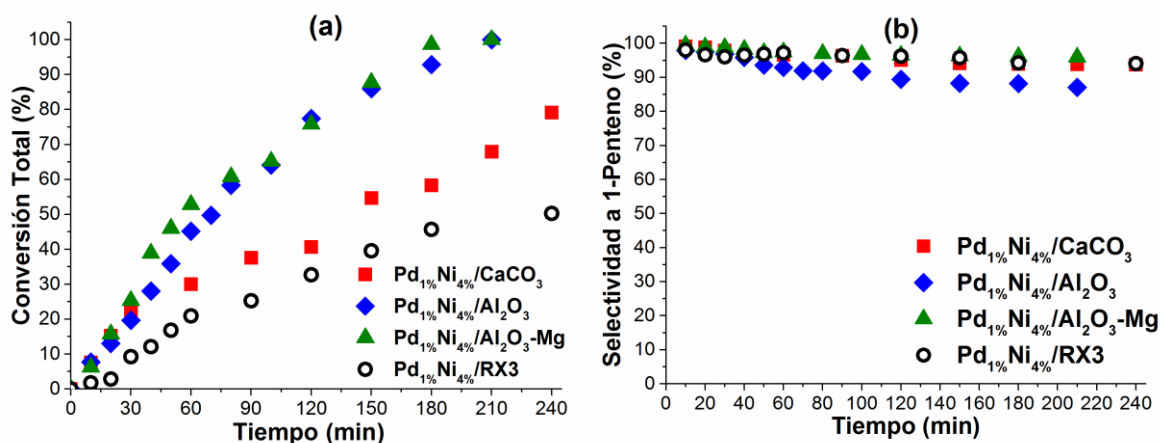 (a)
Conversión Total (%)
100
90
80
70
60
50
40
30
20
10
0
Pd1%Ni4%/CaCO3
Pd1%Ni4%/Al2O3
Pd1%Ni4%/Al2O3-Mg
Pd1%Ni4%/RX3
0 30 60 90 120 150 180 210 240
Tiempo (min)
(b)
Selectividad a 1-Penteno (%)
100
90
80
70
60
50
40
30
20
10
0
Pd1%Ni4%/CaCO3
Pd1%Ni4%/Al2O3
Pd1%Ni4%/Al2O3-Mg
Pd1%Ni4%/RX3
0 20 40 60 80 100 120 140 160 180 200 220 240
Tiempo (min)